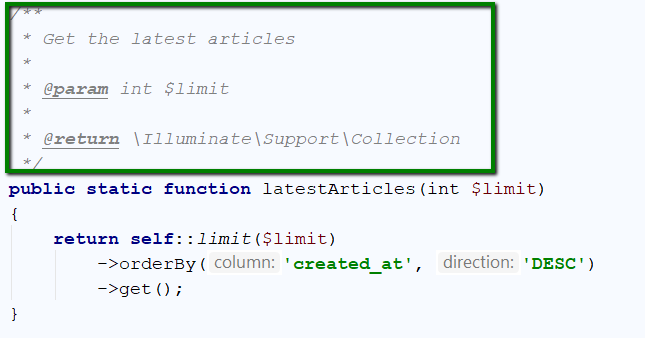 /**
 * Get the latest articles
 *
 * @param int $limit
 *
 * @return \Illuminate\Support\Collection
 */
public static function latestArticles(int $limit)
{
    return self::limit($limit)
        ->orderBy( column: 'created_at', direction: 'DESC')
        ->get();
}